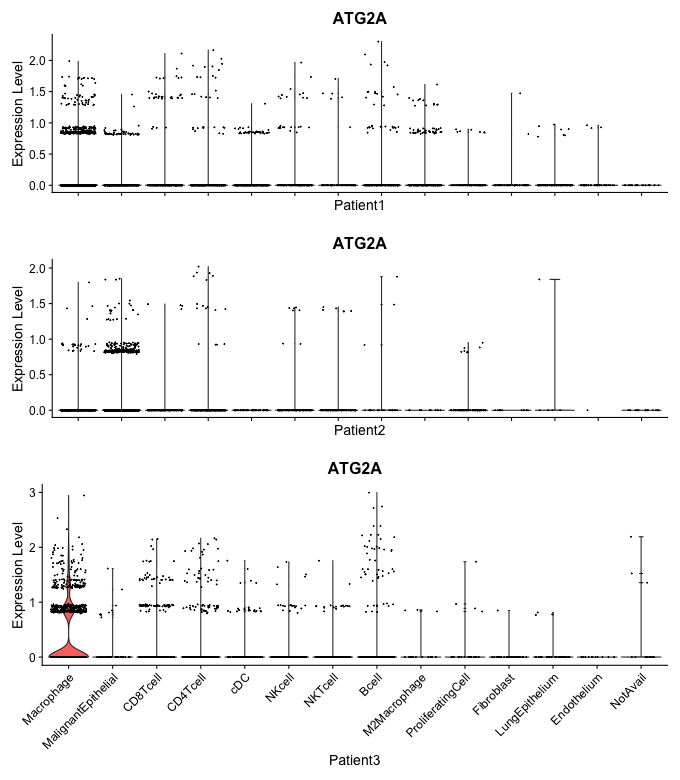 ATG2A
Expression Level
2.0
1.5
1.0
0.5
0.0
Patient1
ATG2A
Expression Level
2.0
1.5
1.0
0.5
0.0
Patient2
ATG2A
Expression Level
3
2
1
0
Macrophage
MalignantEpithelial
CD8Tcell
CD4Tcell
cDC
NKcell
NKTcell
Bcell
M2Macrophage
ProliferatingCell
Fibroblast
LungEpithelium
Endothelium
NotAvail
Patient3